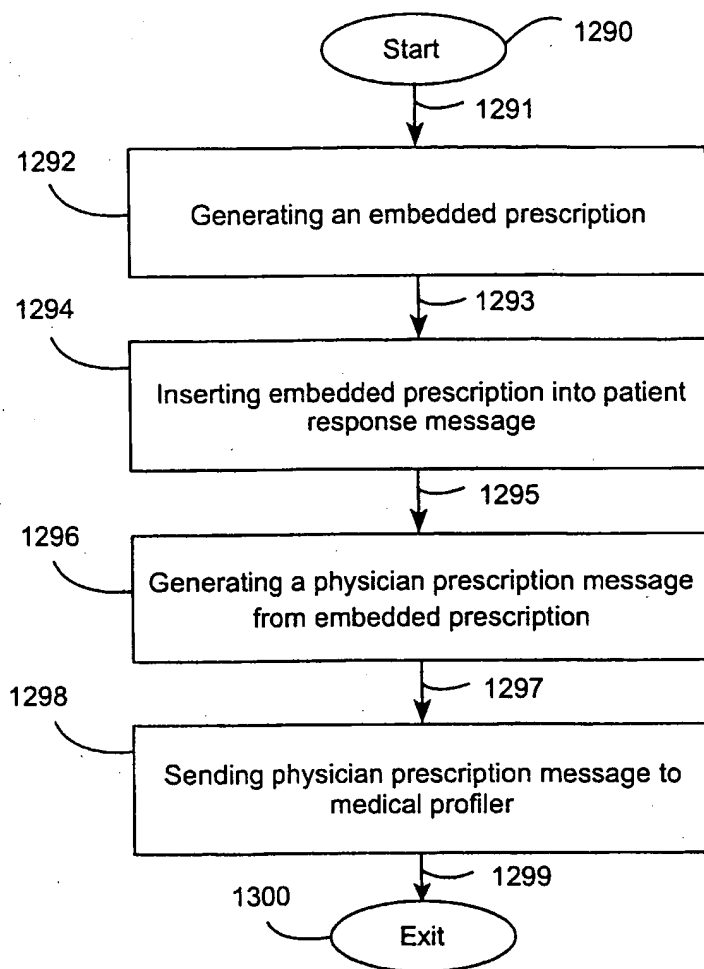 Start
1290
1291
1292
Generating an embedded prescription
1293
1294
Inserting embedded prescription into patient
response message
1295
1296
Generating a physician prescription message
from embedded prescription
1297
1298
Sending physician prescription message to
medical profiler
1299
1300
Exit